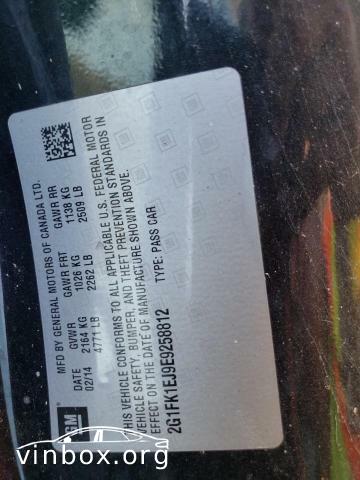 GM
MFD BY GENERAL MOTORS OF CANADA LTD.
DATE GVWR GAWR FRT GAWR RR
02/14 2164 KG 1026 KG 1138 KG
4771 LB 2262 LB 2509 LB
THIS VEHICLE CONFORMS TO ALL APPLICABLE U.S. FEDERAL MOTOR
VEHICLE SAFETY, BUMPER, AND THEFT PREVENTION STANDARDS IN
EFFECT ON THE DATE OF MANUFACTURE SHOWN ABOVE.
TYPE: PASS CAR
2G1FK1EJ9E9258812
vinbox.org